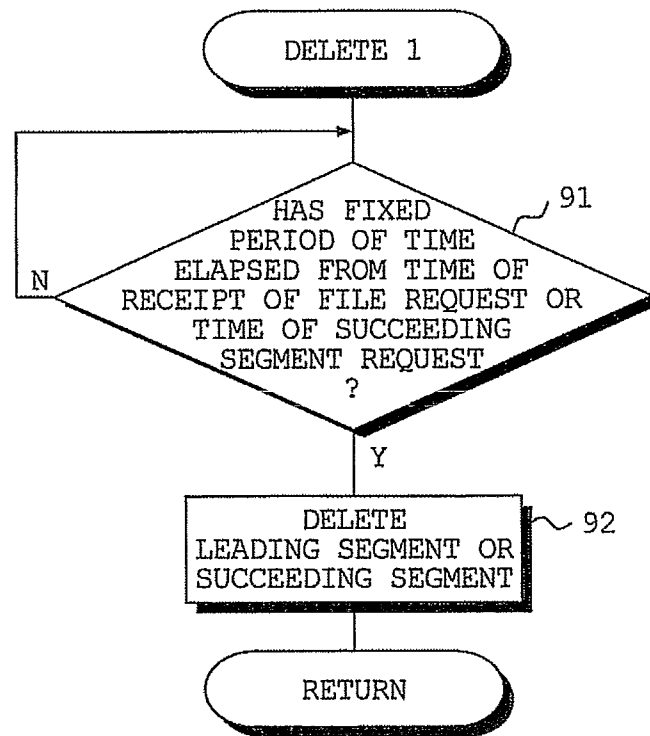 DELETE 1
91
HAS FIXED
PERIOD OF TIME
ELAPSED FROM TIME OF
N
RECEIPT OF FILE REQUEST OR
TIME OF SUCCEEDING
SEGMENT REQUEST
?
Y
DELETE
92
LEADING SEGMENT OR
SUCCEEDING SEGMENT
RETURN